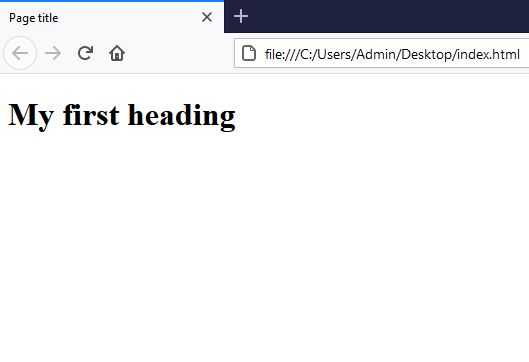 Page title
file:///C:/Users/Admin/Desktop/index.html
My first heading